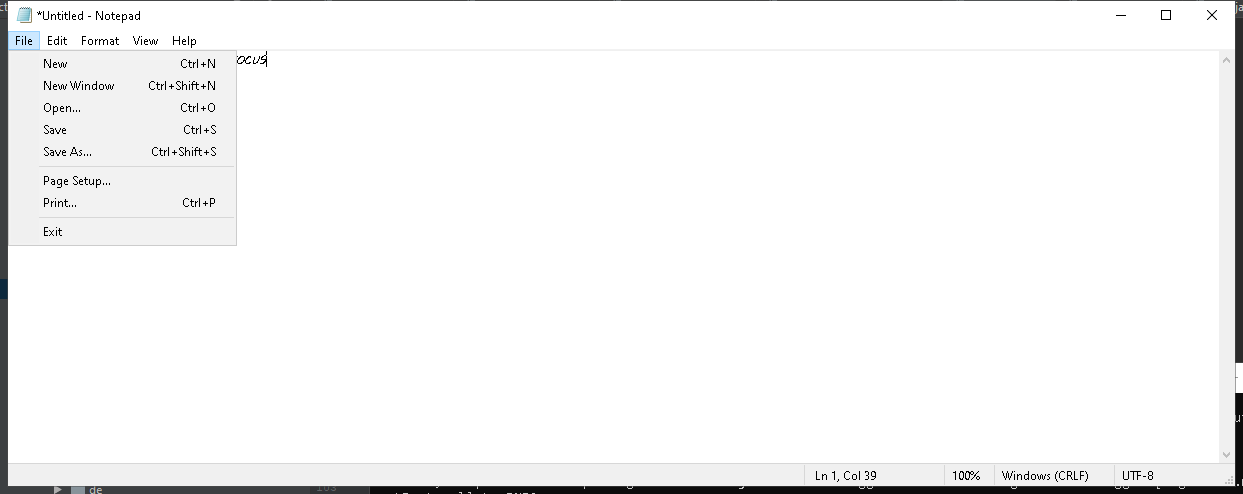 *Untitled - Notepad
File Edit Format View Help
New Ctrl+N
New Window Ctrl+Shift+N
Open... Ctrl+O
Save Ctrl+S
Save As... Ctrl+Shift+S
Page Setup...
Print... Ctrl+P
Exit
ocus
Ln 1, Col 39 100% Windows (CRLF) UTF-8
de 103